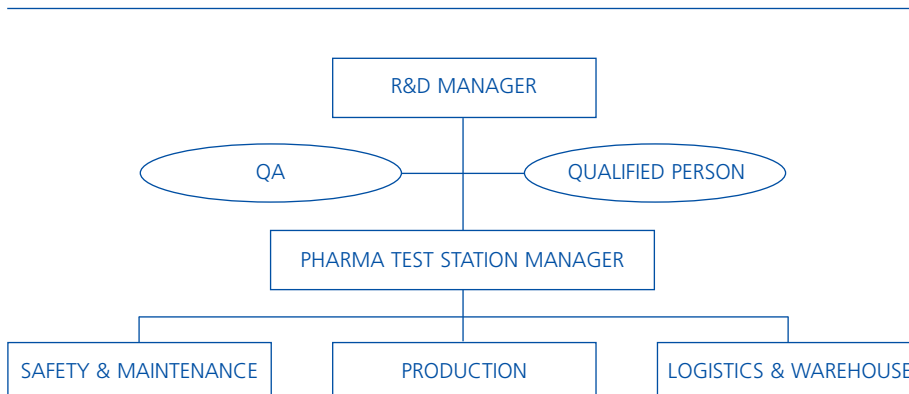 R&D MANAGER
QA
QUALIFIED PERSON
PHARMA TEST STATION MANAGER
SAFETY & MAINTENANCE
PRODUCTION
LOGISTICS & WAREHOUSE